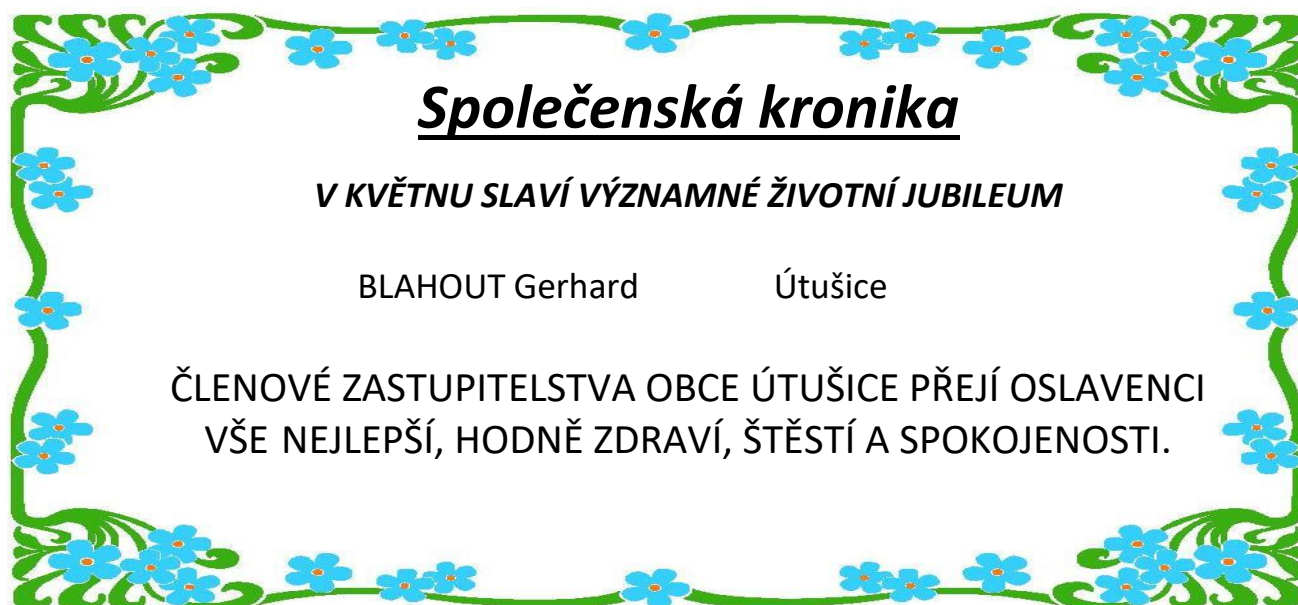 Společenská kronika
V KVĚTNU SLAVÍ VÝZNAMNÉ ŽIVOTNÍ JUBILEUM
BLAHOUT Gerhard Útušice
ČLENOVÉ ZASTUPITELSTVA OBCE ÚTUŠICE PŘEJÍ OSLAVENCI
VŠE NEJLEPŠÍ, HODNĚ ZDRAVÍ, ŠTĚSTÍ A SPOKOJENOSTI.